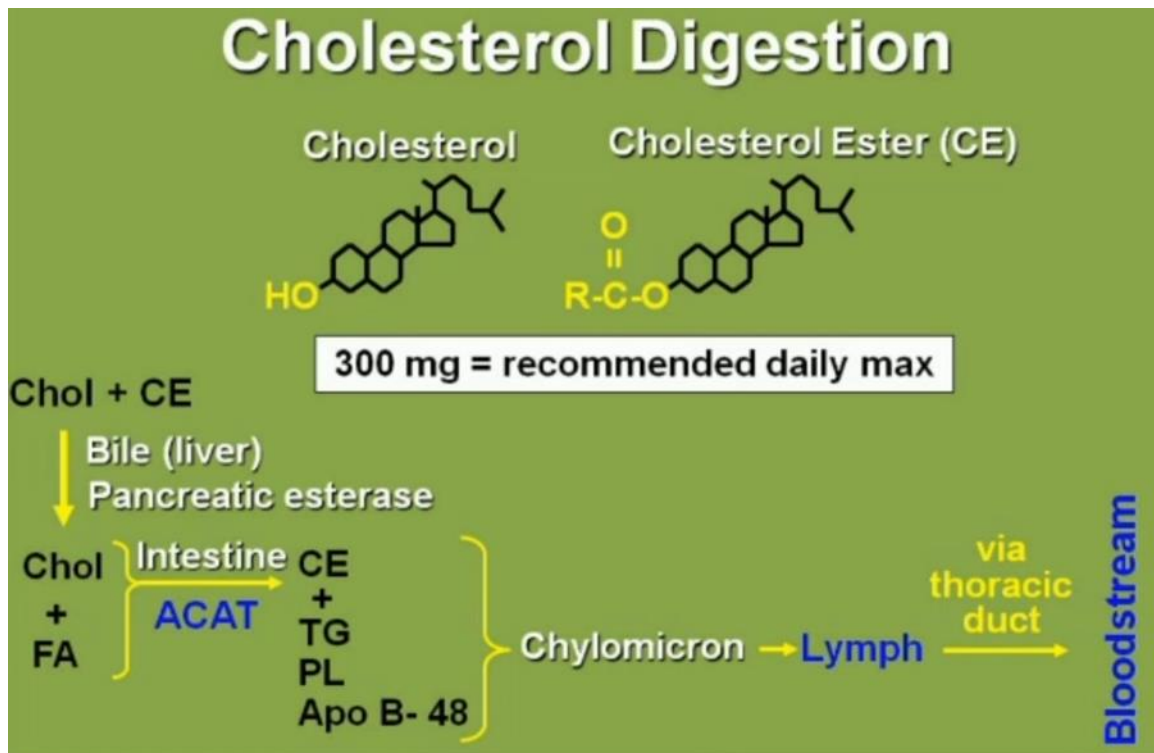 Cholesterol Digestion
Cholesterol
Cholesterol Ester (CE)
HO
O
R-C-O
300 mg = recommended daily max
Chol + CE
Bile (liver)
Pancreatic esterase
Chol
+
FA
Intestine
ACAT
CE
+
TG
PL
Apo B- 48
Chylomicron
Lymph
via
thoracic
duct
Bloodstream